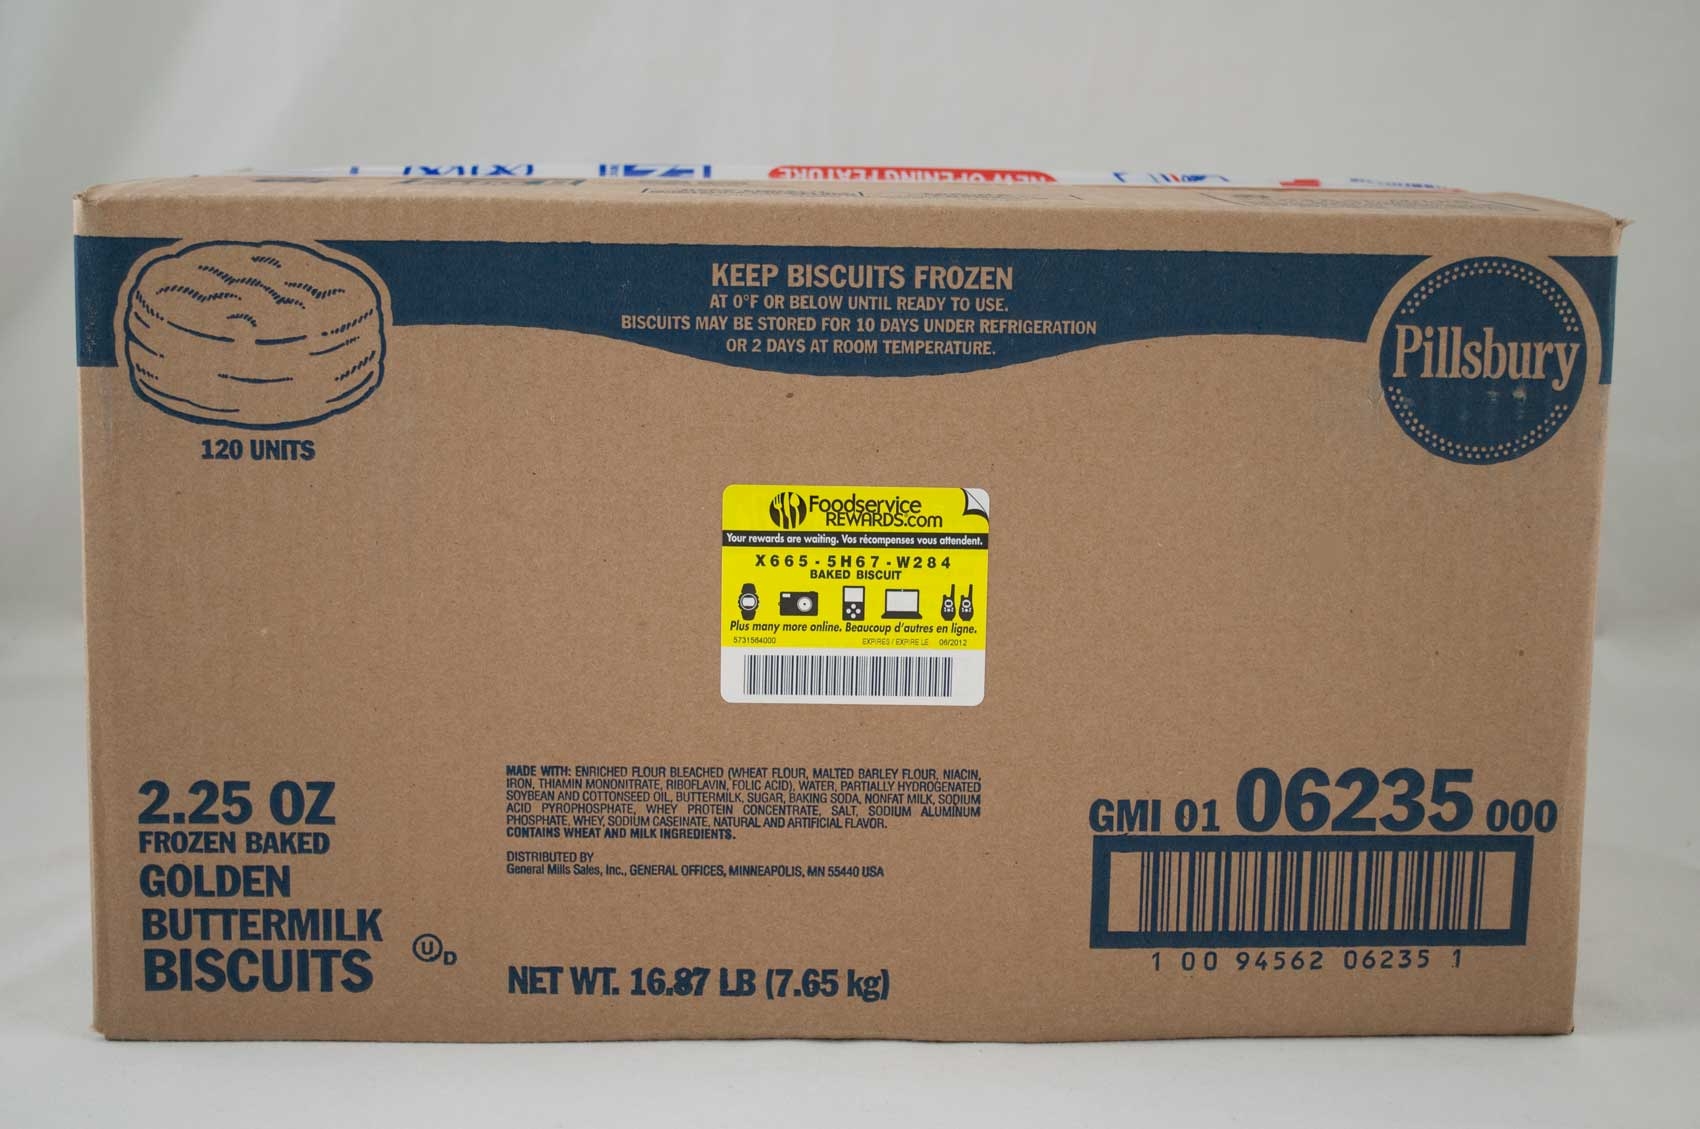 NEW OPENING FEATURE
KEEP BISCUITS FROZEN
AT 0°F OR BELOW UNTIL READY TO USE.
BISCUITS MAY BE STORED FOR 10 DAYS UNDER REFRIGERATION
OR 2 DAYS AT ROOM TEMPERATURE.
Pillsbury
120 UNITS
Foodservice
REWARDS.com
Your rewards are waiting. Vos récompenses vous attendent.
X665-5H67-W284
BAKED BISCUIT
Plus many more online. Beaucoup d'autres en ligne.
5731564000 EXPIRES / EXPIRE LE 06/2012
2.25 OZ
FROZEN BAKED
GOLDEN
BUTTERMILK
BISCUITS
U D
MADE WITH: ENRICHED FLOUR BLEACHED (WHEAT FLOUR, MALTED BARLEY FLOUR, NIACIN,
IRON, THIAMIN MONONITRATE, RIBOFLAVIN, FOLIC ACID), WATER, PARTIALLY HYDROGENATED
SOYBEAN AND COTTONSEED OIL, BUTTERMILK, SUGAR, BAKING SODA, NONFAT MILK, SODIUM
ACID PYROPHOSPHATE, WHEY PROTEIN CONCENTRATE, SALT, SODIUM ALUMINUM
PHOSPHATE, WHEY, SODIUM CASEINATE, NATURAL AND ARTIFICIAL FLAVOR.
CONTAINS WHEAT AND MILK INGREDIENTS.
DISTRIBUTED BY
General Mills Sales, Inc., GENERAL OFFICES, MINNEAPOLIS, MN 55440 USA
NET WT. 16.87 LB (7.65 kg)
GMI 01 06235 000
1 00 94562 06235 1